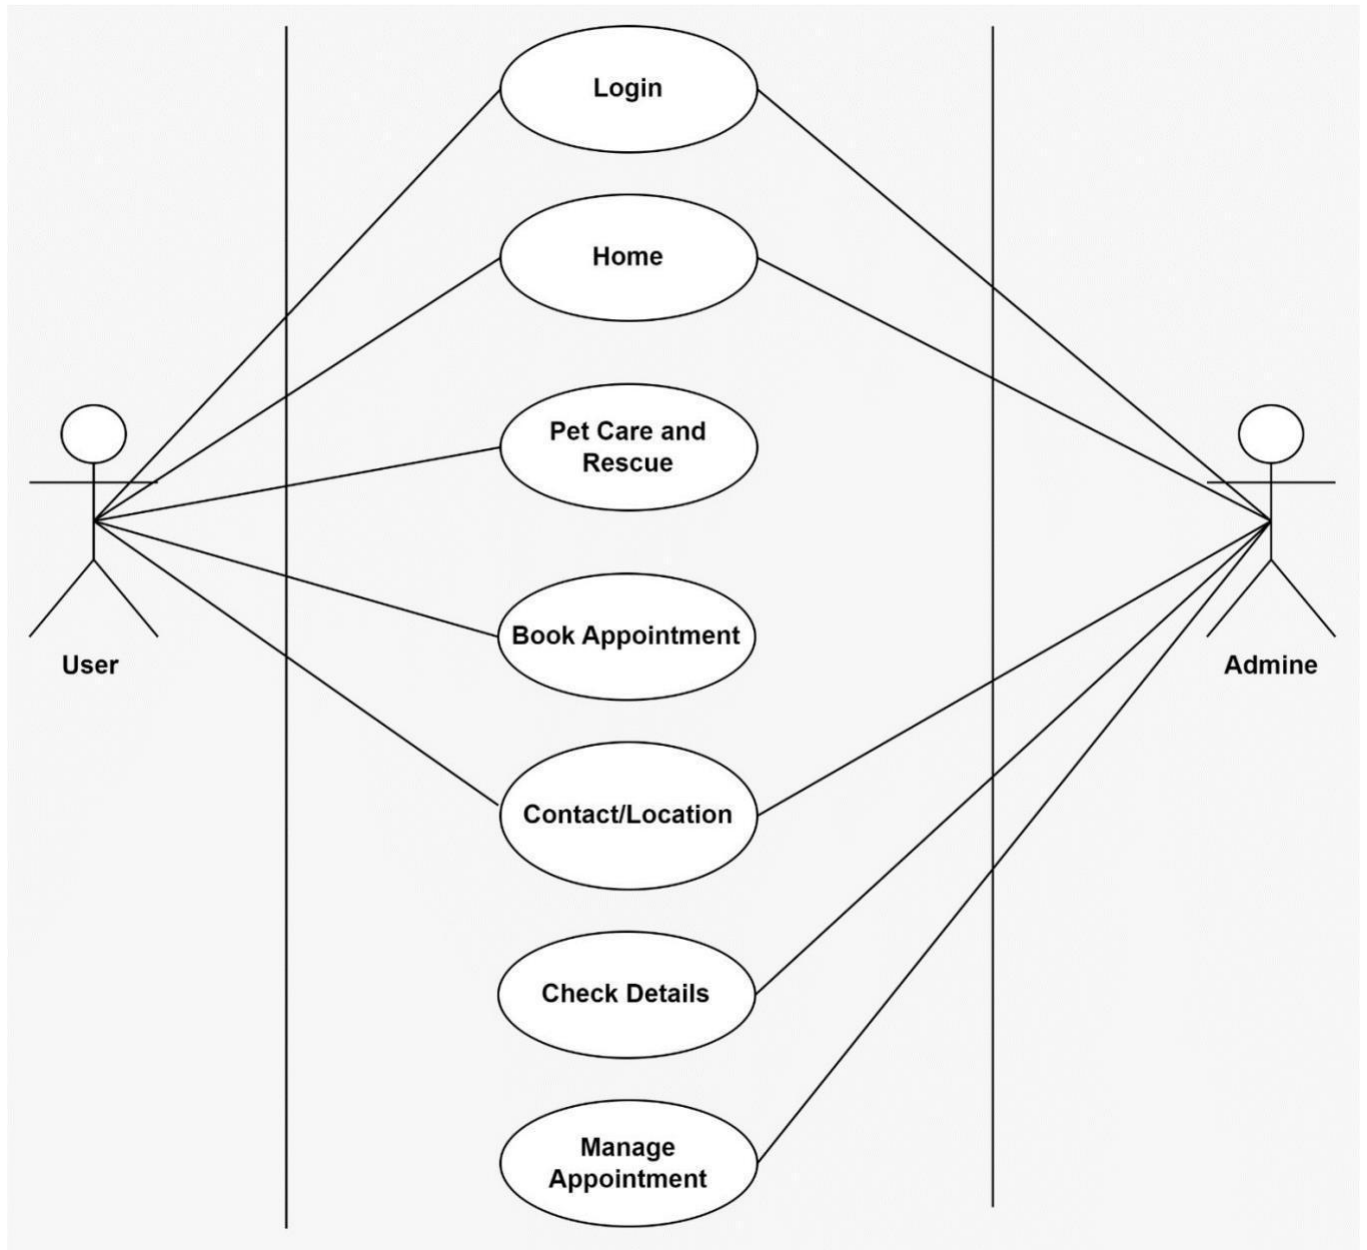 Login
Home
Pet Care and
Rescue
Book Appointment
User
Admine
Contact/Location
Check Details
Manage
Appointment